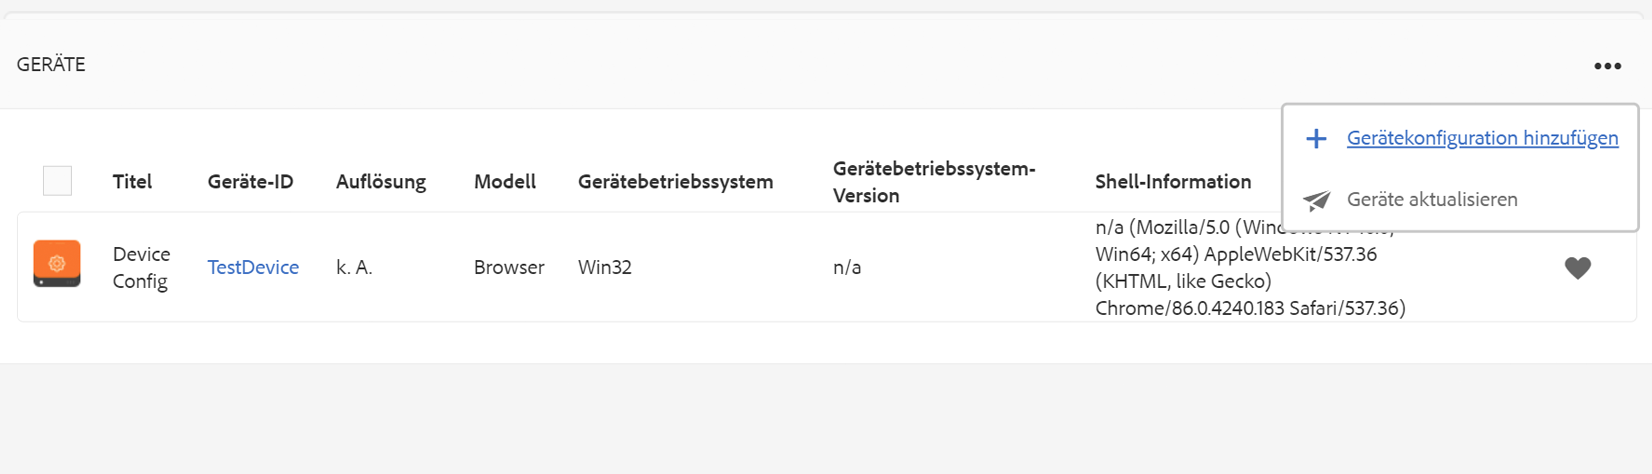 GERÄTE
Gerätekonfiguration hinzufügen
Geräte aktualisieren
Titel Geräte-ID Auflösung Modell Gerätebetriebssystem Gerätebetriebssystem-
Version Shell-Information
Device
Config
TestDevice k. A. Browser Win32 n/a
n/a (Mozilla/5.0
Win64; x64) AppleWebKit/537.36
(KHTML, like Gecko)
Chrome/86.0.4240.183 Safari/537.36)